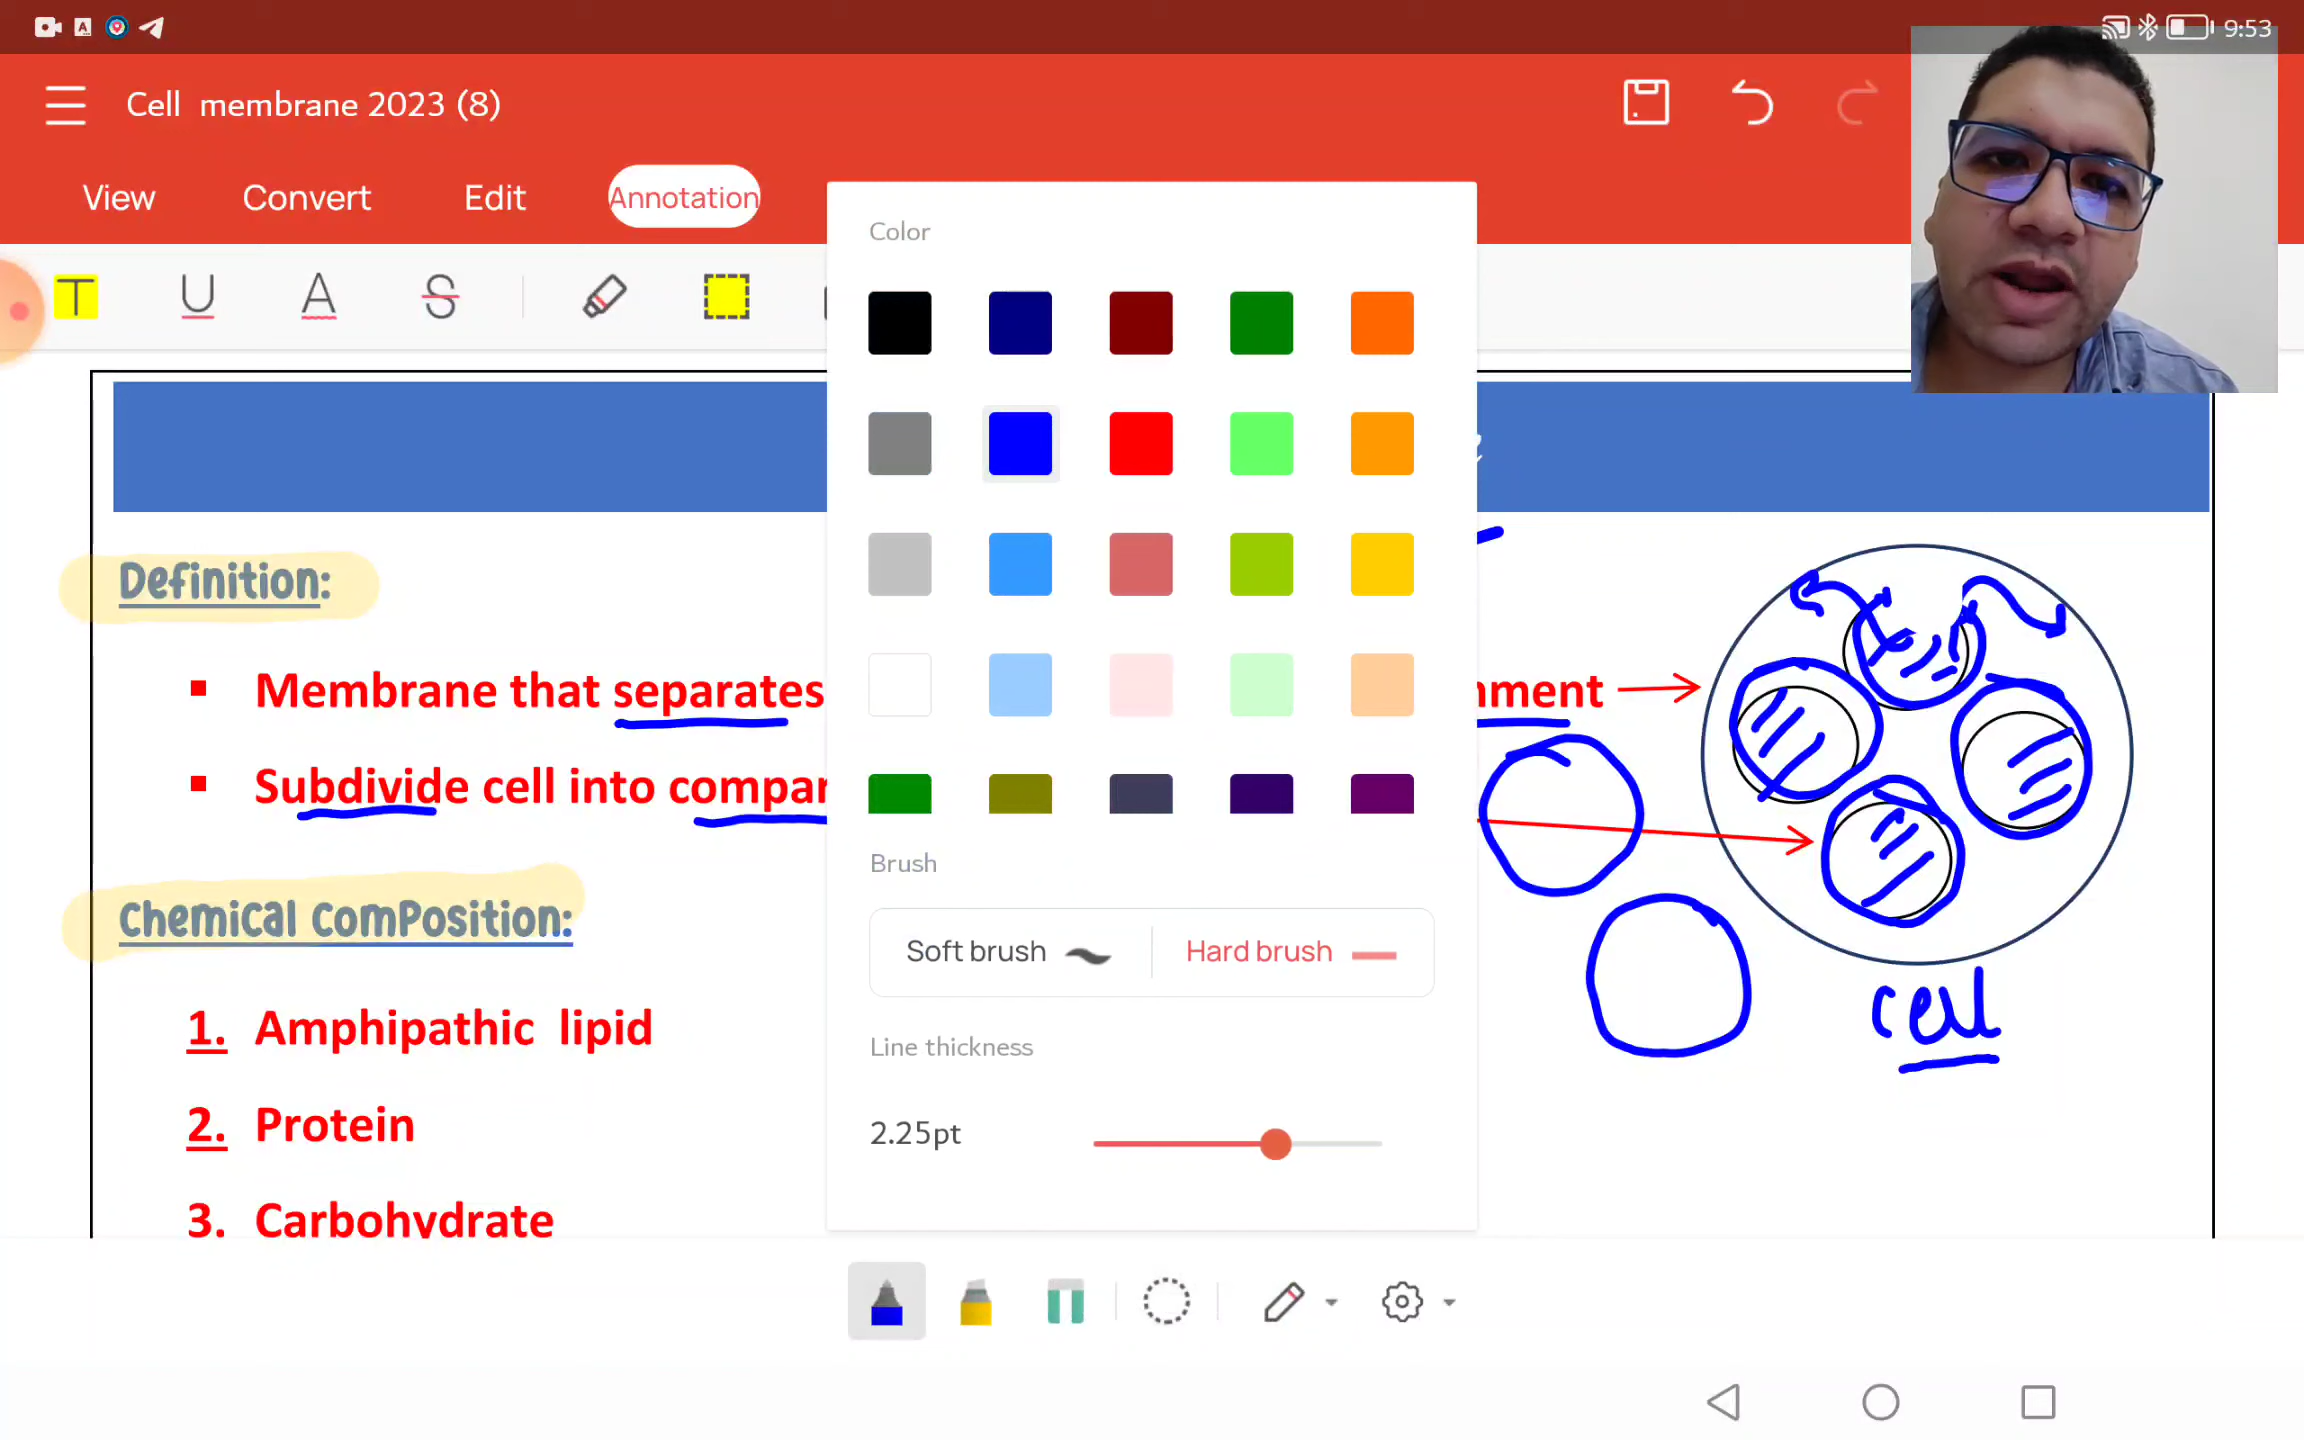 9:53
Cell membrane 2023 (8)
View Convert Edit Annotation
Color
Definition:
Membrane that separates nment
Subdivide cell into compar
Brush
Chemical Composition:
Soft brush Hard brush
cell
1. Amphipathic lipid
Line thickness
2. Protein
2.25pt
3. Carbohydrate